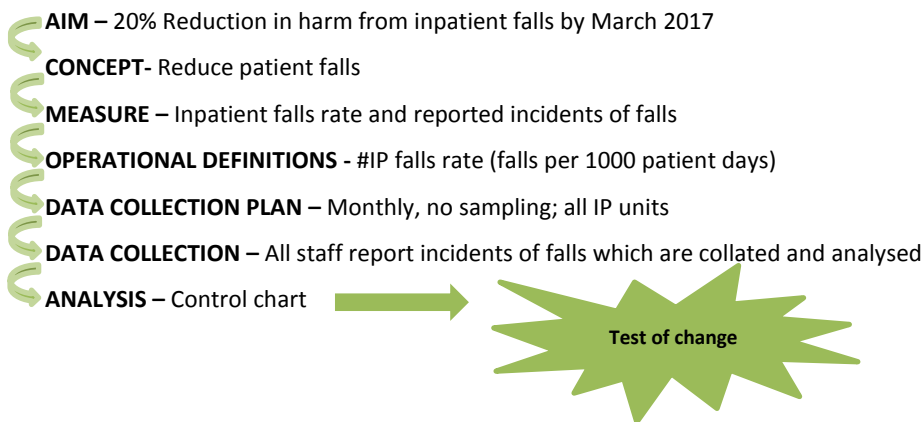 AIM – 20% Reduction in harm from inpatient falls by March 2017
CONCEPT- Reduce patient falls
MEASURE – Inpatient falls rate and reported incidents of falls
OPERATIONAL DEFINITIONS - #IP falls rate (falls per 1000 patient days)
DATA COLLECTION PLAN – Monthly, no sampling; all IP units
DATA COLLECTION – All staff report incidents of falls which are collated and analysed
ANALYSIS – Control chart
Test of change